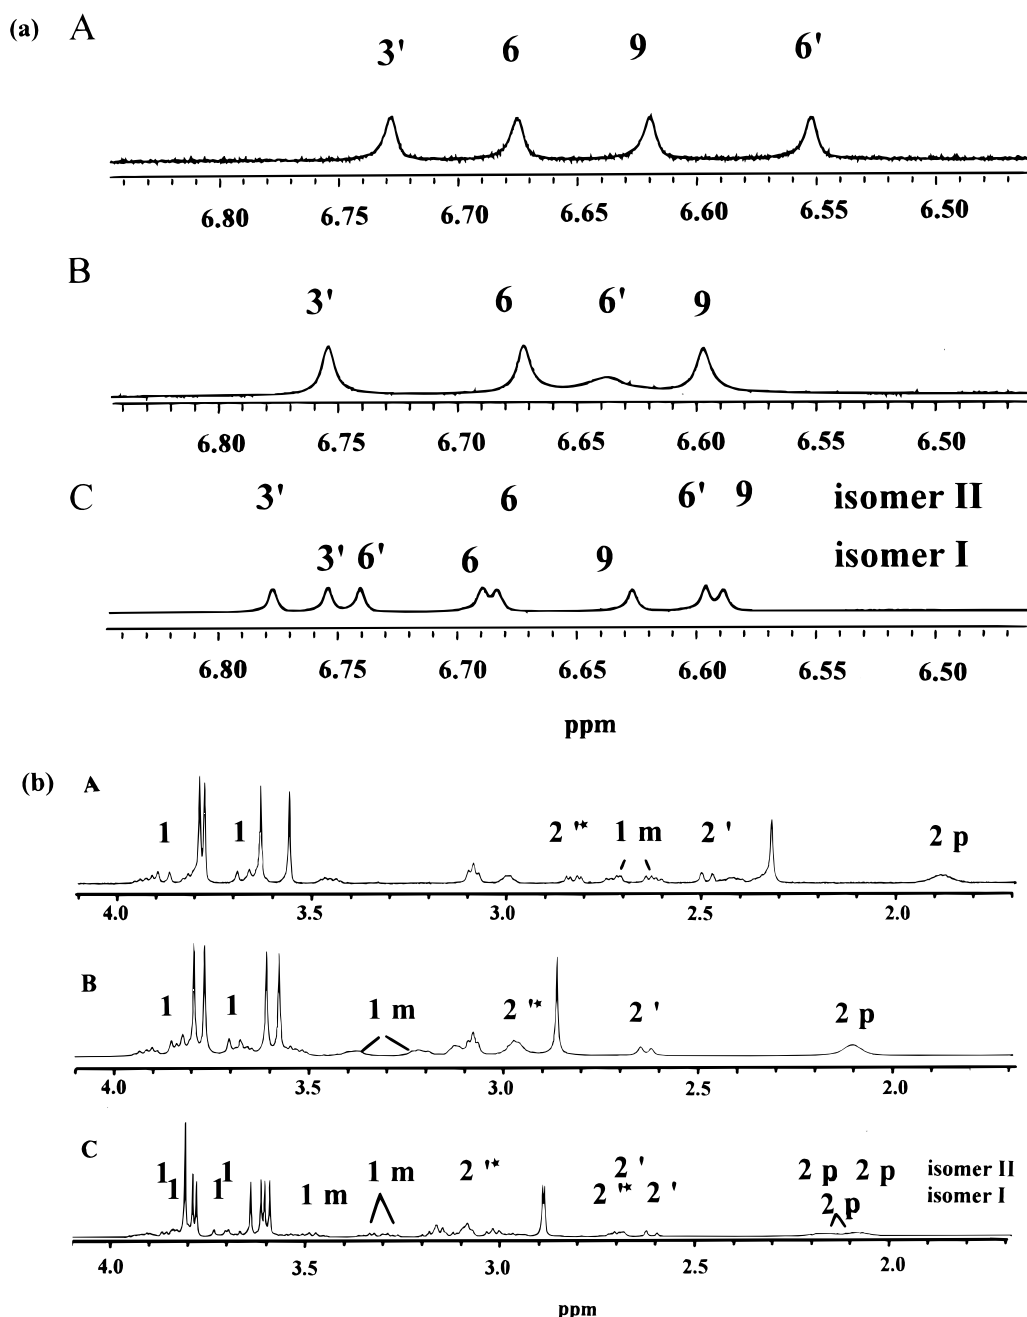 (a) A
3' 6 9 6'
6.80 6.75 6.70 6.65 6.60 6.55 6.50
B
3' 6 6' 9
6.80 6.75 6.70 6.65 6.60 6.55 6.50
C 3' 6 6' 9 isomer II
3' 6' 6 9 isomer I
6.80 6.75 6.70 6.65 6.60 6.55 6.50
ppm
(b) A
1 1 2 '* 1 m 2 ' 2 p
4.0 3.5 3.0 2.5 2.0
B
1 1 1 m 2 '* 2 ' 2 p
4.0 3.5 3.0 2.5 2.0
C
1 1 1 m 2 '* 2 ' 2 p 2 p isomer II
1 1 1 m 2 '* 2 ' 2 p isomer I
4.0 3.5 3.0 2.5 2.0
ppm